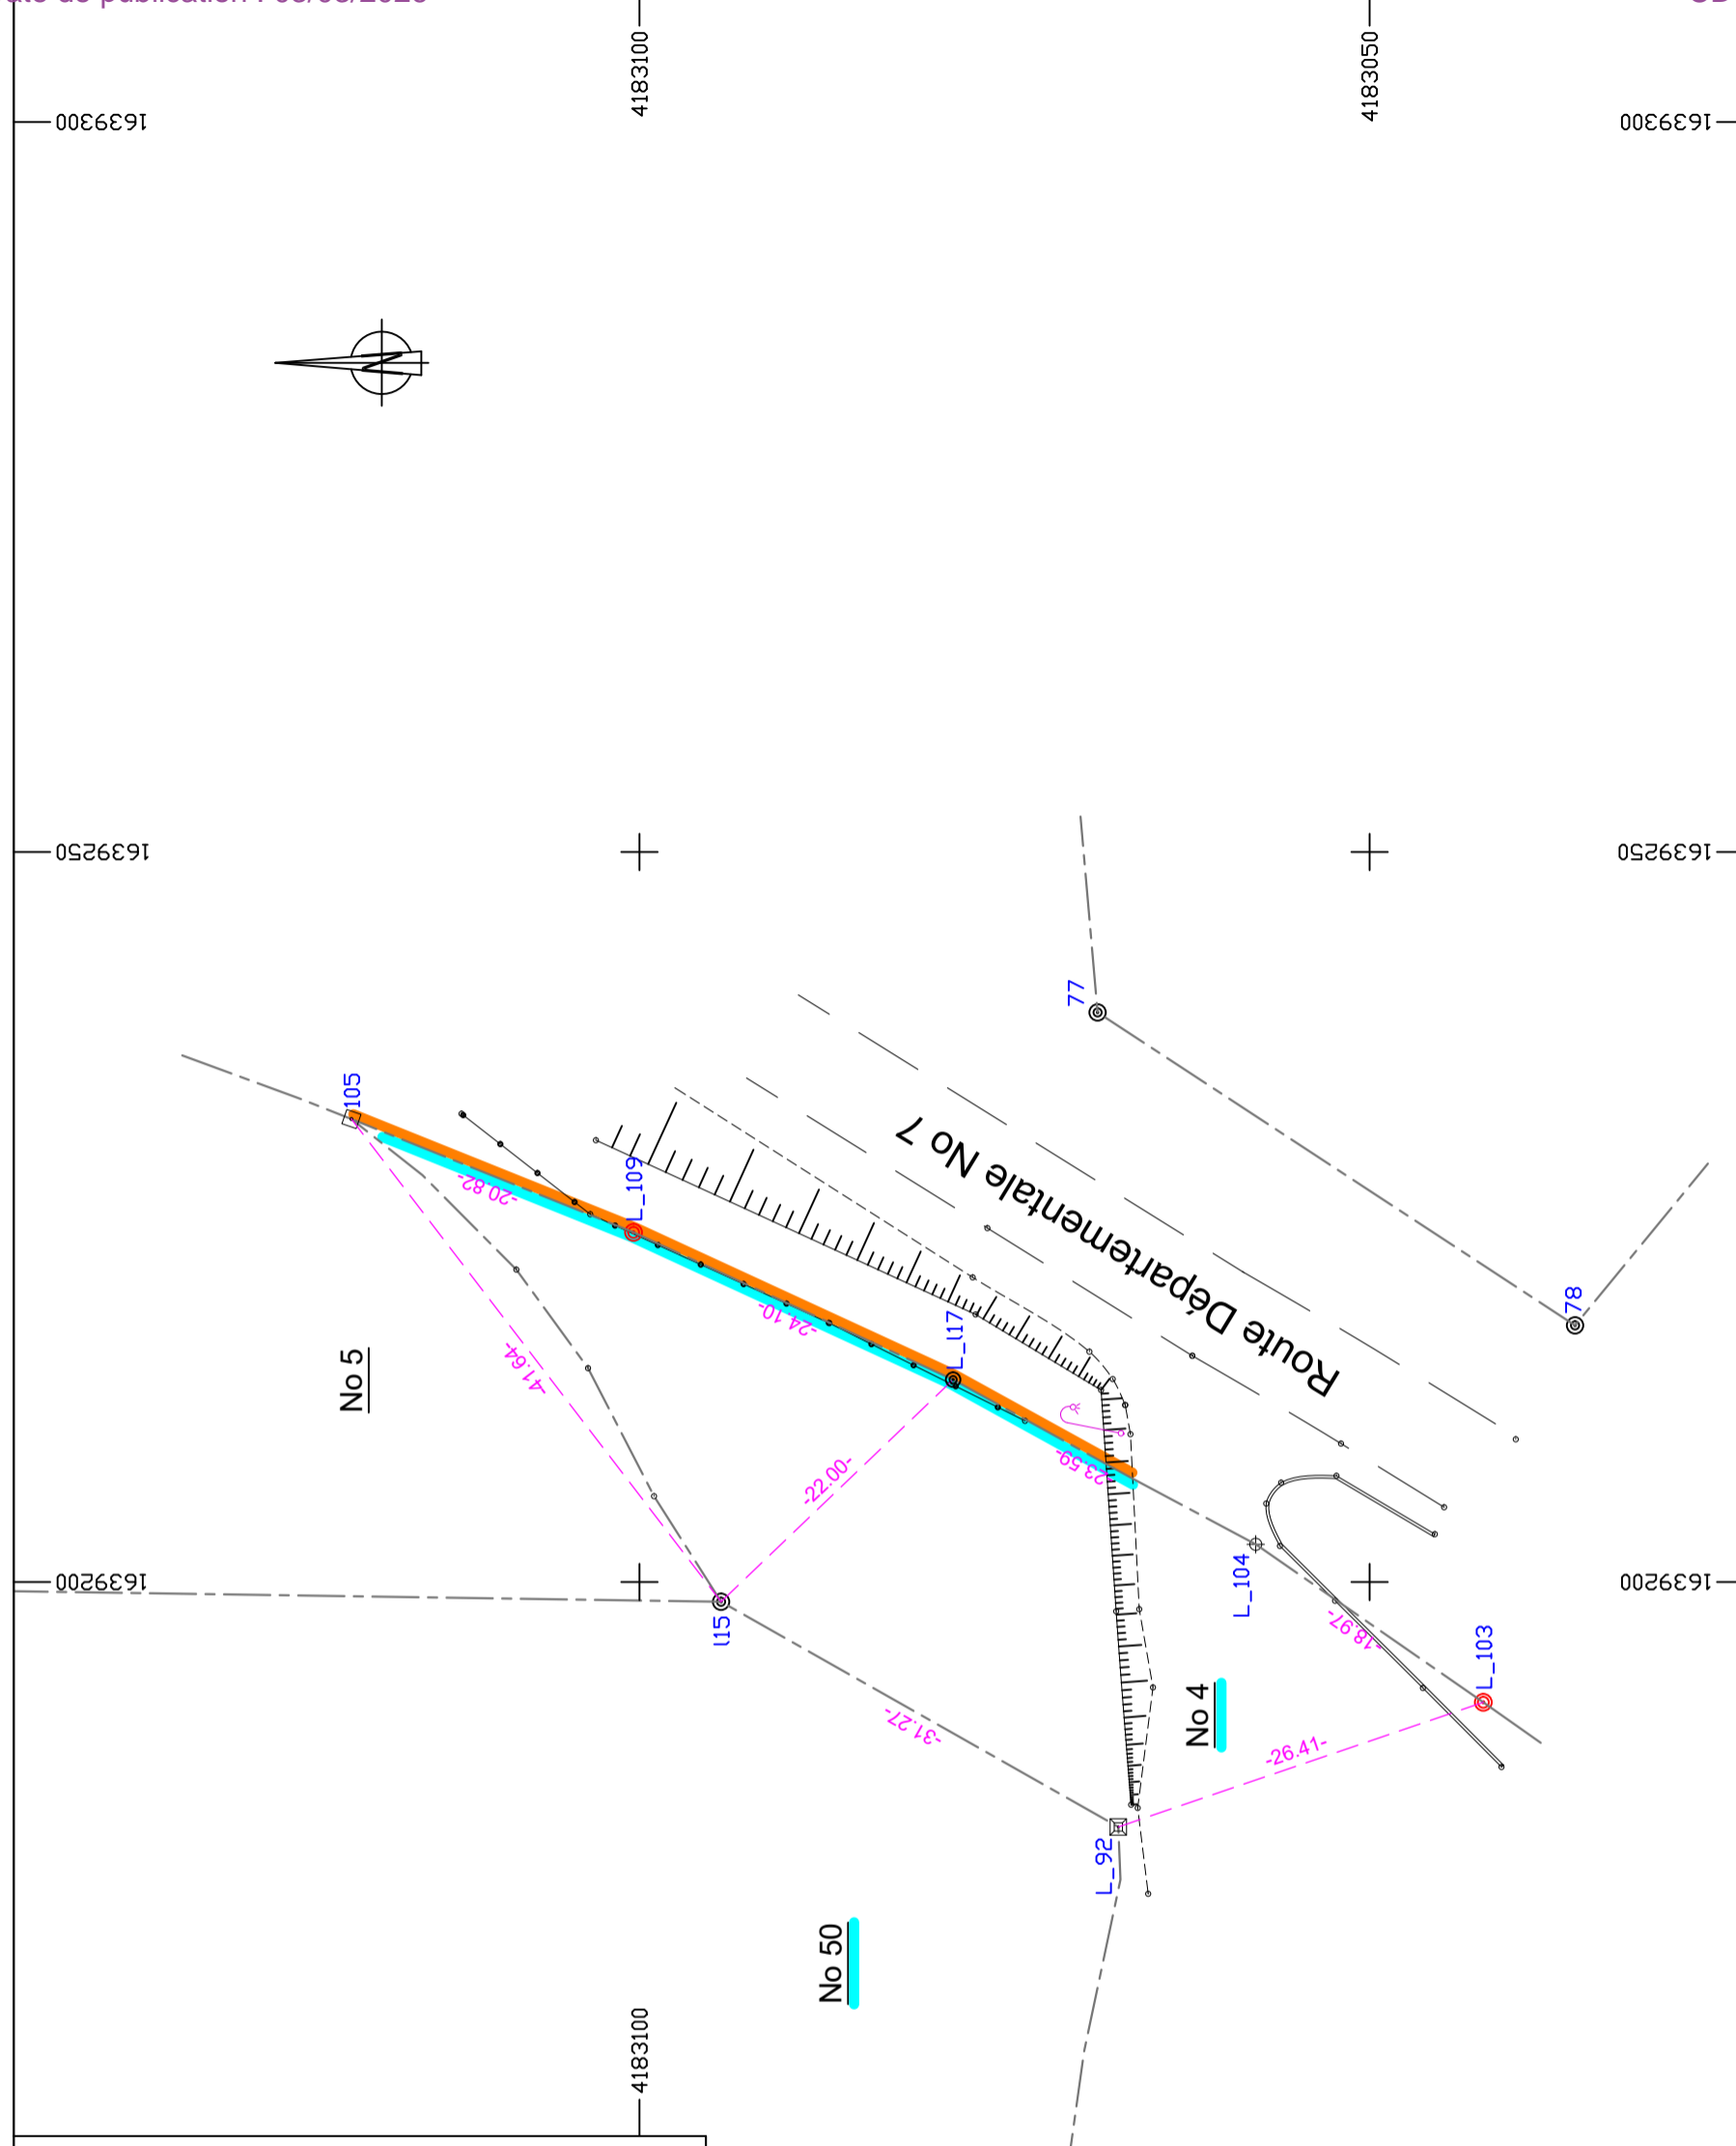 4183100
4183050
1639300
1639300
1639250
1639250
77
105
-20.82-
L_109
Route Départementale No 7
-41.64-
No 5
-24.10-
L_l17
78
-22.00-
-23.59-
1639200
1639200
l15
L_104
-18.97-
L_103
-31.27-
No 4
-26.41-
L_92
No 50
4183100